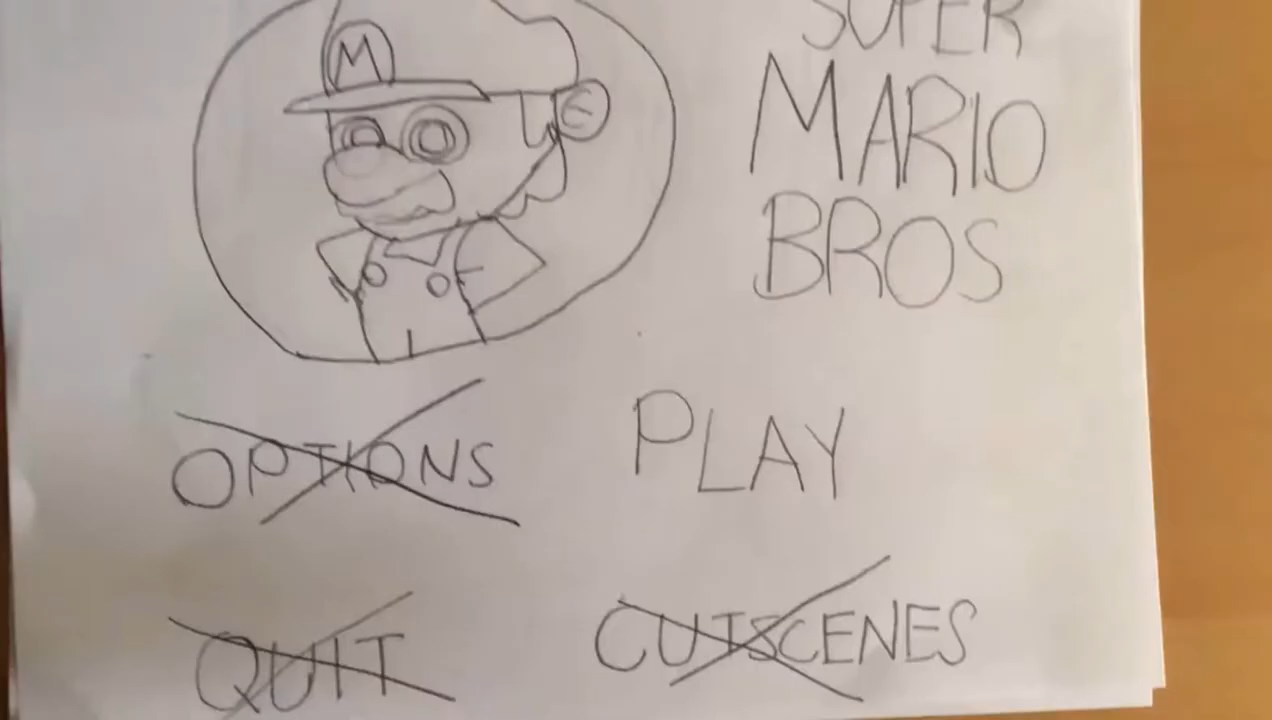 M
SUPER
MARIO
BROS
OPTIONS
PLAY
QUIT
CUTSCENES